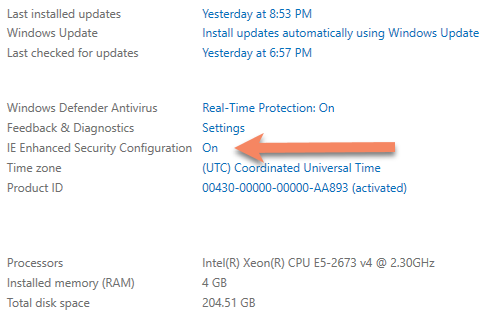 Last installed updates Yesterday at 8:53 PM
Windows Update Install updates automatically using Windows Update
Last checked for updates Yesterday at 6:57 PM
Windows Defender Antivirus Real-Time Protection: On
Feedback & Diagnostics Settings
IE Enhanced Security Configuration On
Time zone (UTC) Coordinated Universal Time
Product ID 00430-00000-00000-AA893 (activated)
Processors Intel(R) Xeon(R) CPU E5-2673 v4 @ 2.30GHz
Installed memory (RAM) 4 GB
Total disk space 204.51 GB